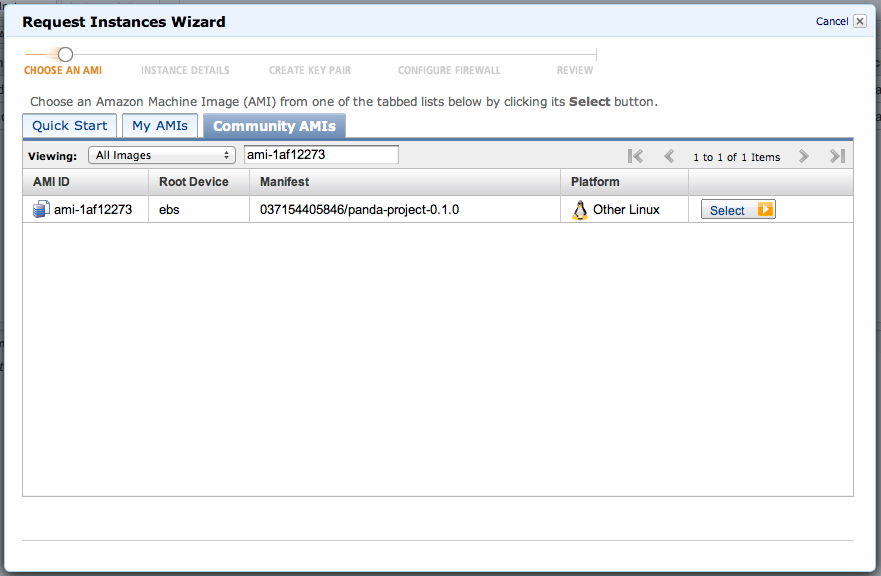 Request Instances Wizard
Cancel
CHOOSE AN AMI INSTANCE DETAILS CREATE KEY PAIR CONFIGURE FIREWALL REVIEW
Choose an Amazon Machine Image (AMI) from one of the tabbed lists below by clicking its Select button.
Quick Start My AMIs Community AMIs
Viewing: All Images ami-1af12273 1 to 1 of 1 Items
AMI ID Root Device Manifest Platform
ami-1af12273 ebs 037154405846/panda-project-0.1.0 Other Linux Select